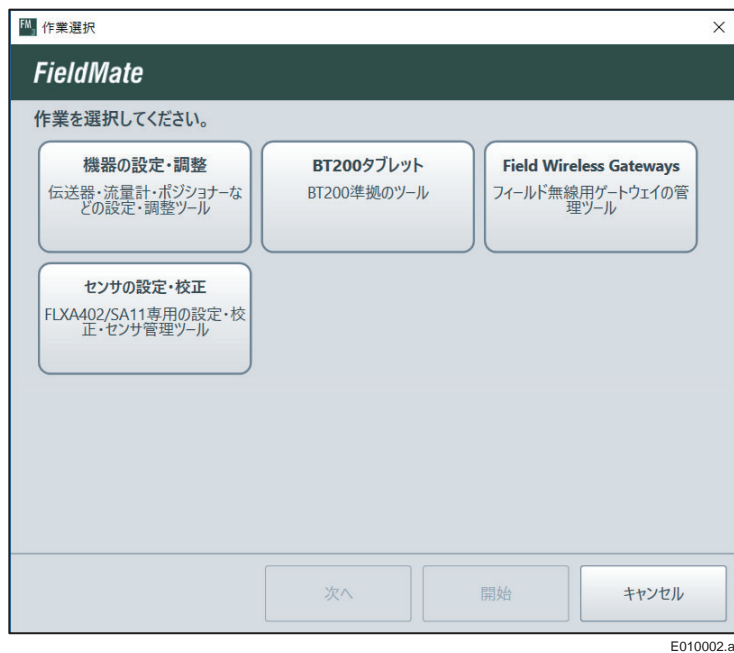 作業選択
FieldMate
作業を選択してください。
機器の設定・調整
伝送器・流量計・ポジショナーな
どの設定・調整ツール
BT200タブレット
BT200準拠のツール
Field Wireless Gateways
フィールド無線用ゲートウェイの管
理ツール
センサの設定・校正
FLXA402/SA11専用の設定・校
正・センサ管理ツール
次へ
開始
キャンセル
E010002.a